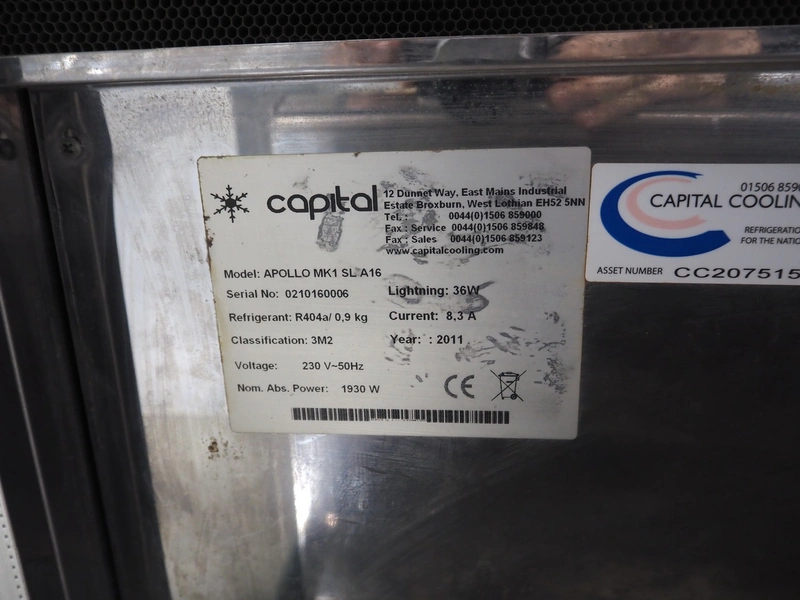 capital
12 Dunnet Way, East Mains Industrial
Estate Broxburn, West Lothian EH52 5NN
Tel. : 0044(0)1506 859000
Fax : Service 0044(0)1506 859848
Fax : Sales 0044(0)1506 859123
www.capitalcooling.com
Model: APOLLO MK1 SL A16
Serial No: 0210160006
Lightning: 36W
Refrigerant: R404a/ 0,9 kg
Current: 8,3 A
Classification: 3M2
Year: : 2011
Voltage: 230 V~50Hz
Nom. Abs. Power: 1930 W
CE
01506 8590
CAPITAL COOLING
REFRIGERATION
FOR THE NATIO
ASSET NUMBER CC207515